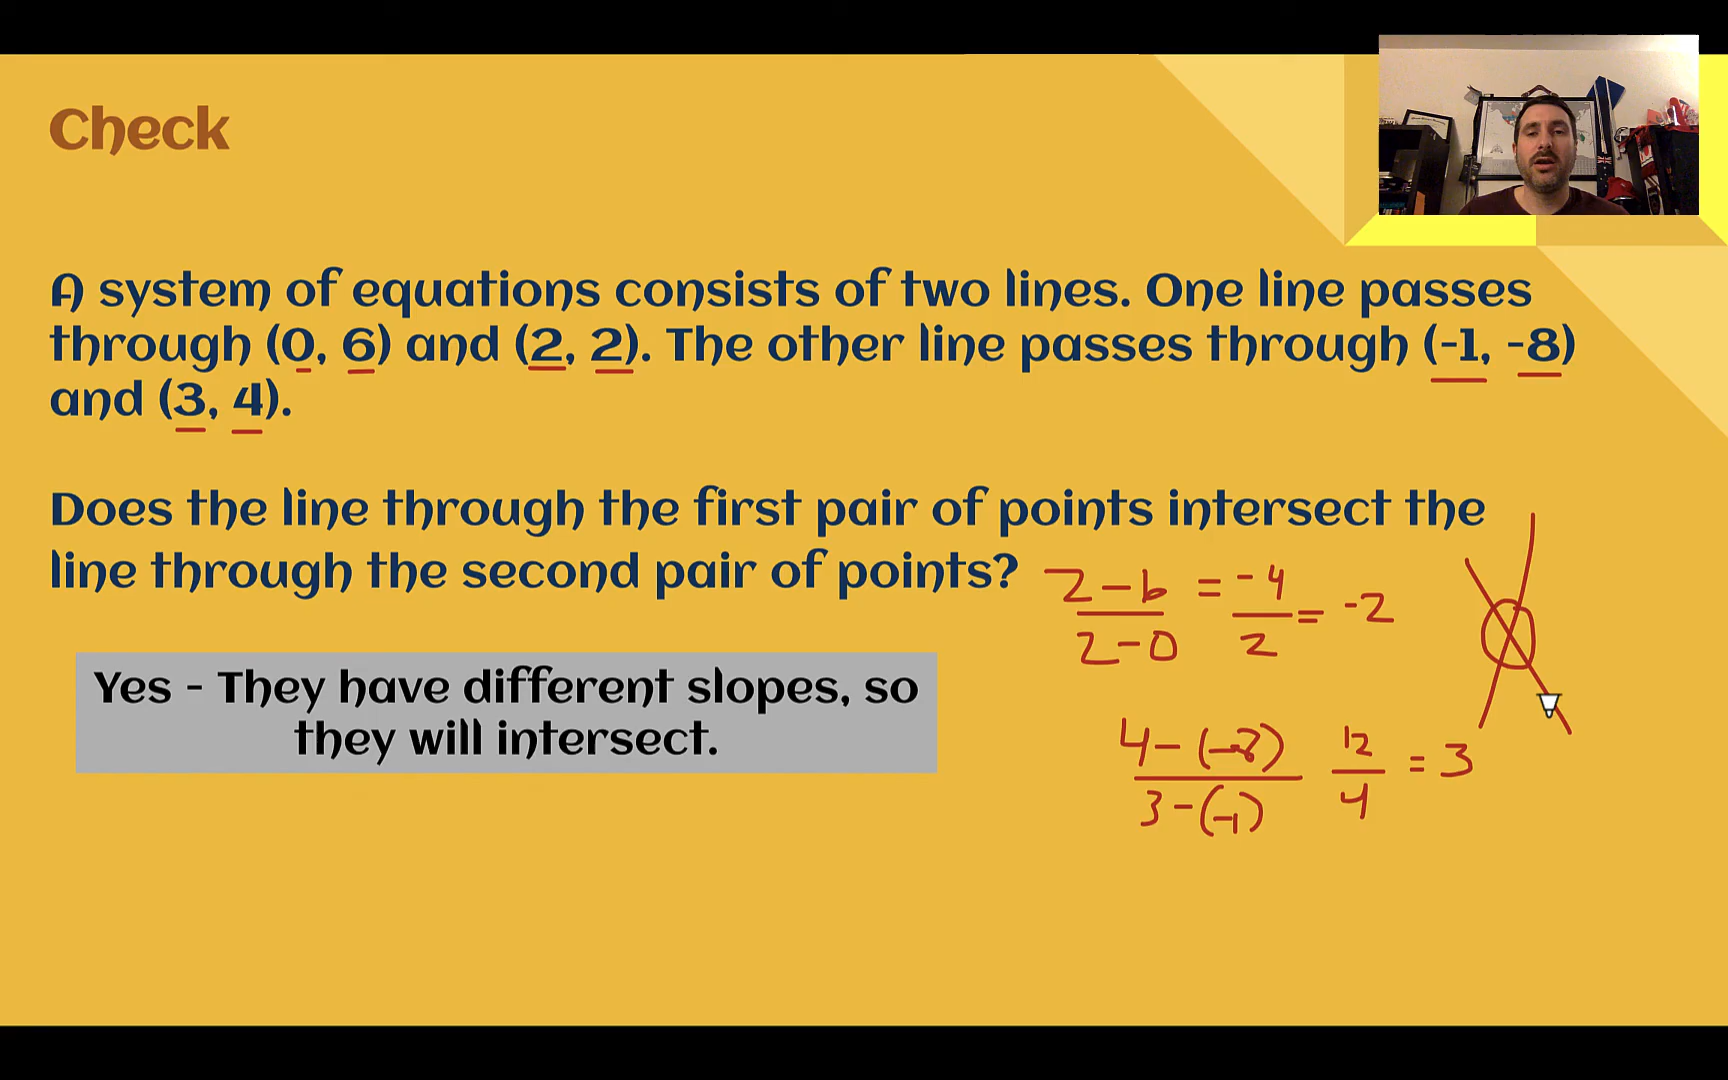 Check
A system of equations consists of two lines. One line passes
through (0, 6) and (2, 2). The other line passes through (-1, -8)
and (3, 4).
Does the line through the first pair of points intersect the
line through the second pair of points?
2-6 = -4 = -2
2-0 2
Yes - They have different slopes, so
they will intersect.
4-(-8) 12 = 3
3-(-1) 4